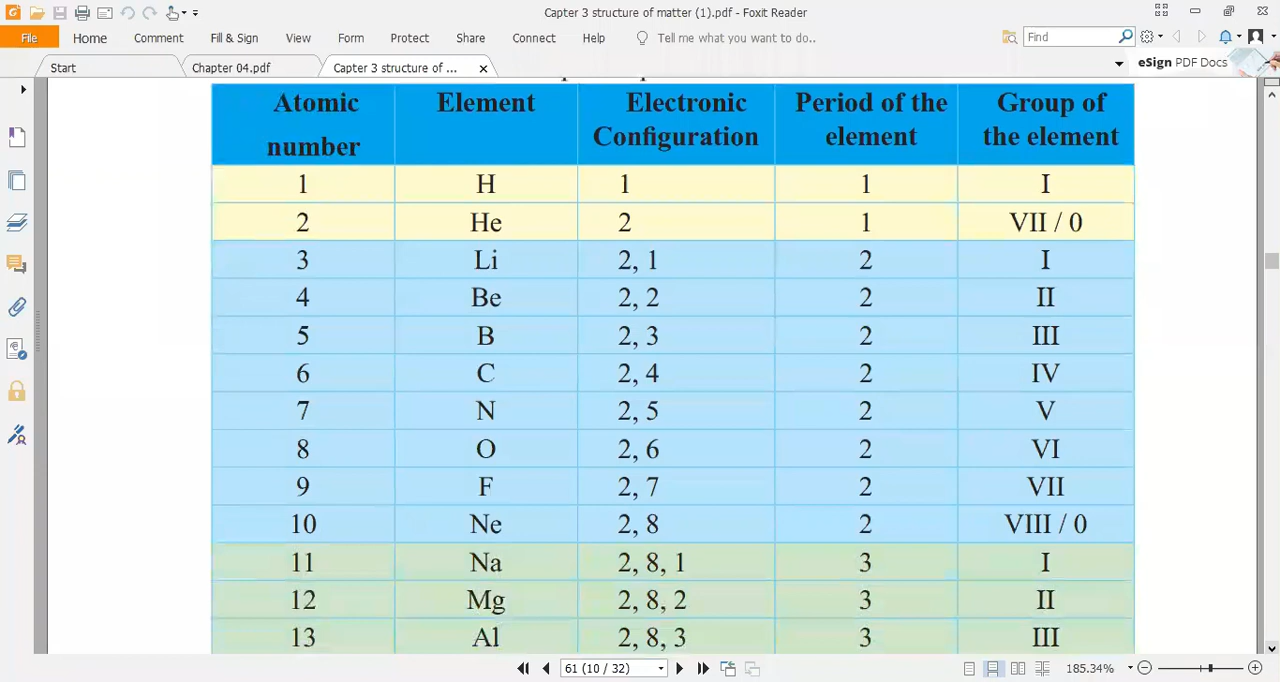 Capter 3 structure of matter (1).pdf - Foxit Reader
File Home Comment Fill & Sign View Form Protect Share Connect Help Tell me what you want to do.. Find
Start Chapter 04.pdf Capter 3 structure of ... eSign PDF Docs
Atomic number Element Electronic Configuration Period of the element Group of the element
1 H 1 1 I
2 He 2 1 VII / 0
3 Li 2, 1 2 I
4 Be 2, 2 2 II
5 B 2, 3 2 III
6 C 2, 4 2 IV
7 N 2, 5 2 V
8 O 2, 6 2 VI
9 F 2, 7 2 VII
10 Ne 2, 8 2 VIII / 0
11 Na 2, 8, 1 3 I
12 Mg 2, 8, 2 3 II
13 Al 2, 8, 3 3 III
61 (10 / 32) 185.34%